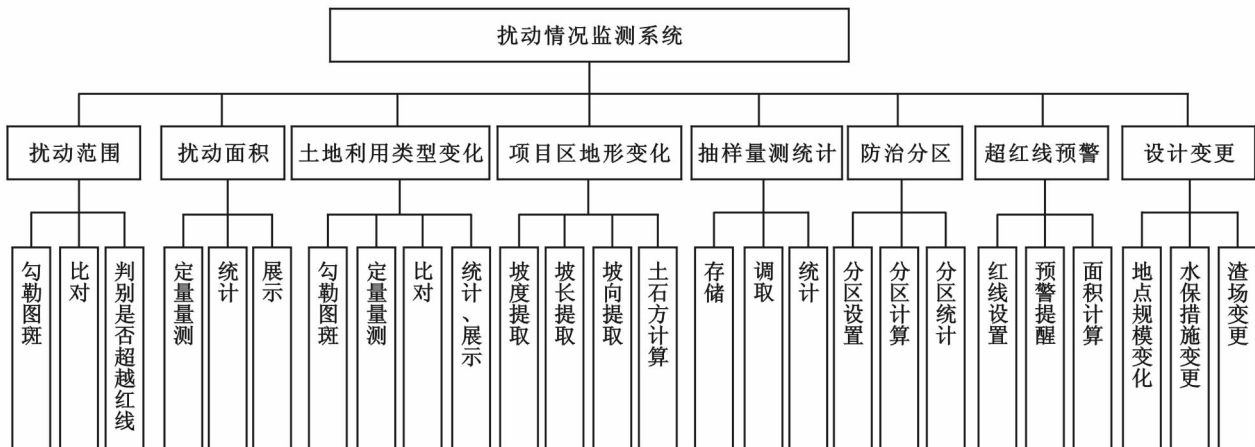 扰动情况监测系统
扰动范围
扰动面积
土地利用类型变化
项目区地形变化
抽样量测统计
防治分区
超红线预警
设计变更
勾勒图斑
比对
判别是否超越红线
定量量测
统计
展示
勾勒图斑
定量量测
比对
统计、展示
坡度提取
坡长提取
坡向提取
土石方计算
存储
调取
统计
分区设置
分区计算
分区统计
红线设置
预警提醒
面积计算
地点规模变化
水保措施变更
渣场变更